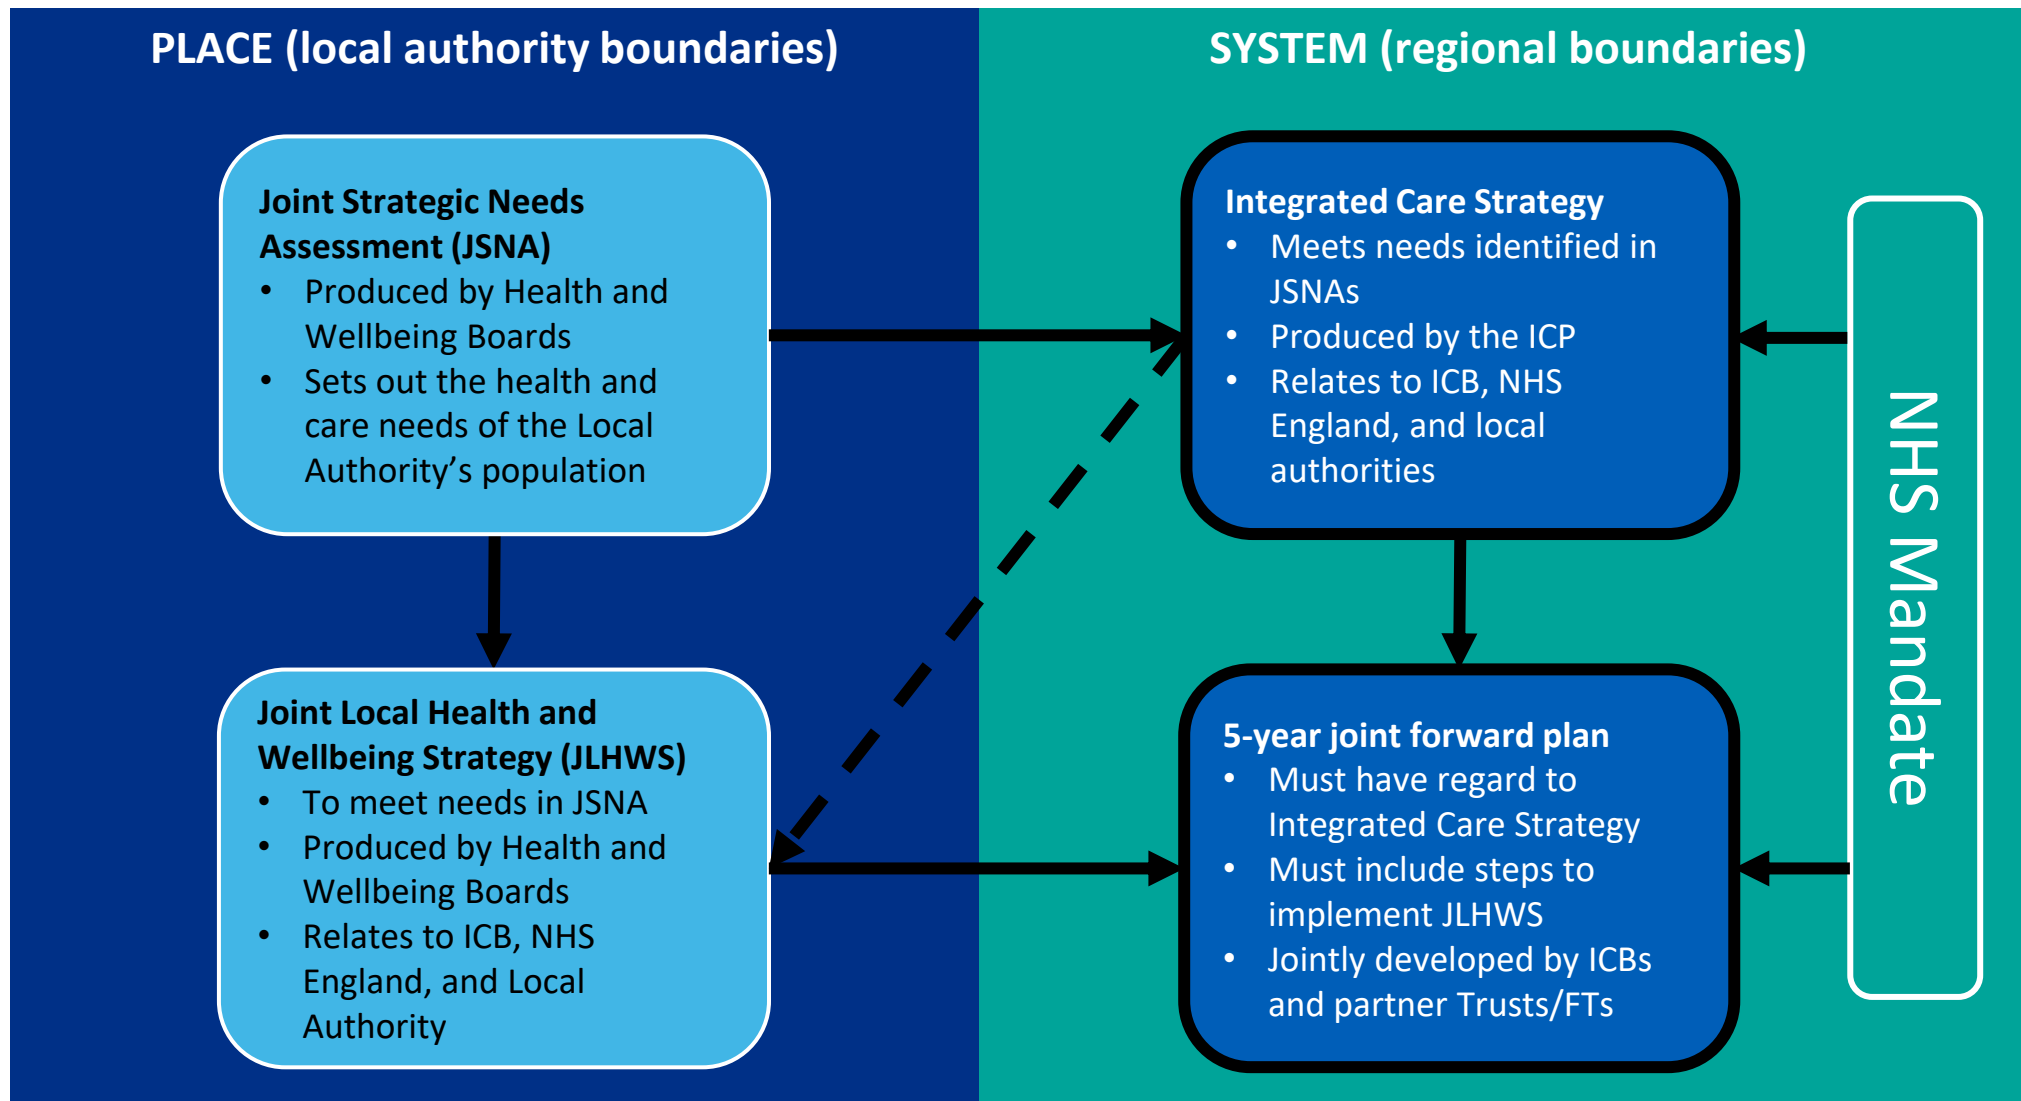 PLACE (local authority boundaries)
Joint Strategic Needs
Assessment (JSNA)
• Produced by Health and
Wellbeing Boards
• Sets out the health and
care needs of the Local
Authority’s population
Joint Local Health and
Wellbeing Strategy (JLHWS)
• To meet needs in JSNA
• Produced by Health and
Wellbeing Boards
• Relates to ICB, NHS
England, and Local
Authority
SYSTEM (regional boundaries)
Integrated Care Strategy
• Meets needs identified in
JSNAs
• Produced by the ICP
• Relates to ICB, NHS
England, and local
authorities
5-year joint forward plan
• Must have regard to
Integrated Care Strategy
• Must include steps to
implement JLHWS
• Jointly developed by ICBs
and partner Trusts/FTs
NHS Mandate